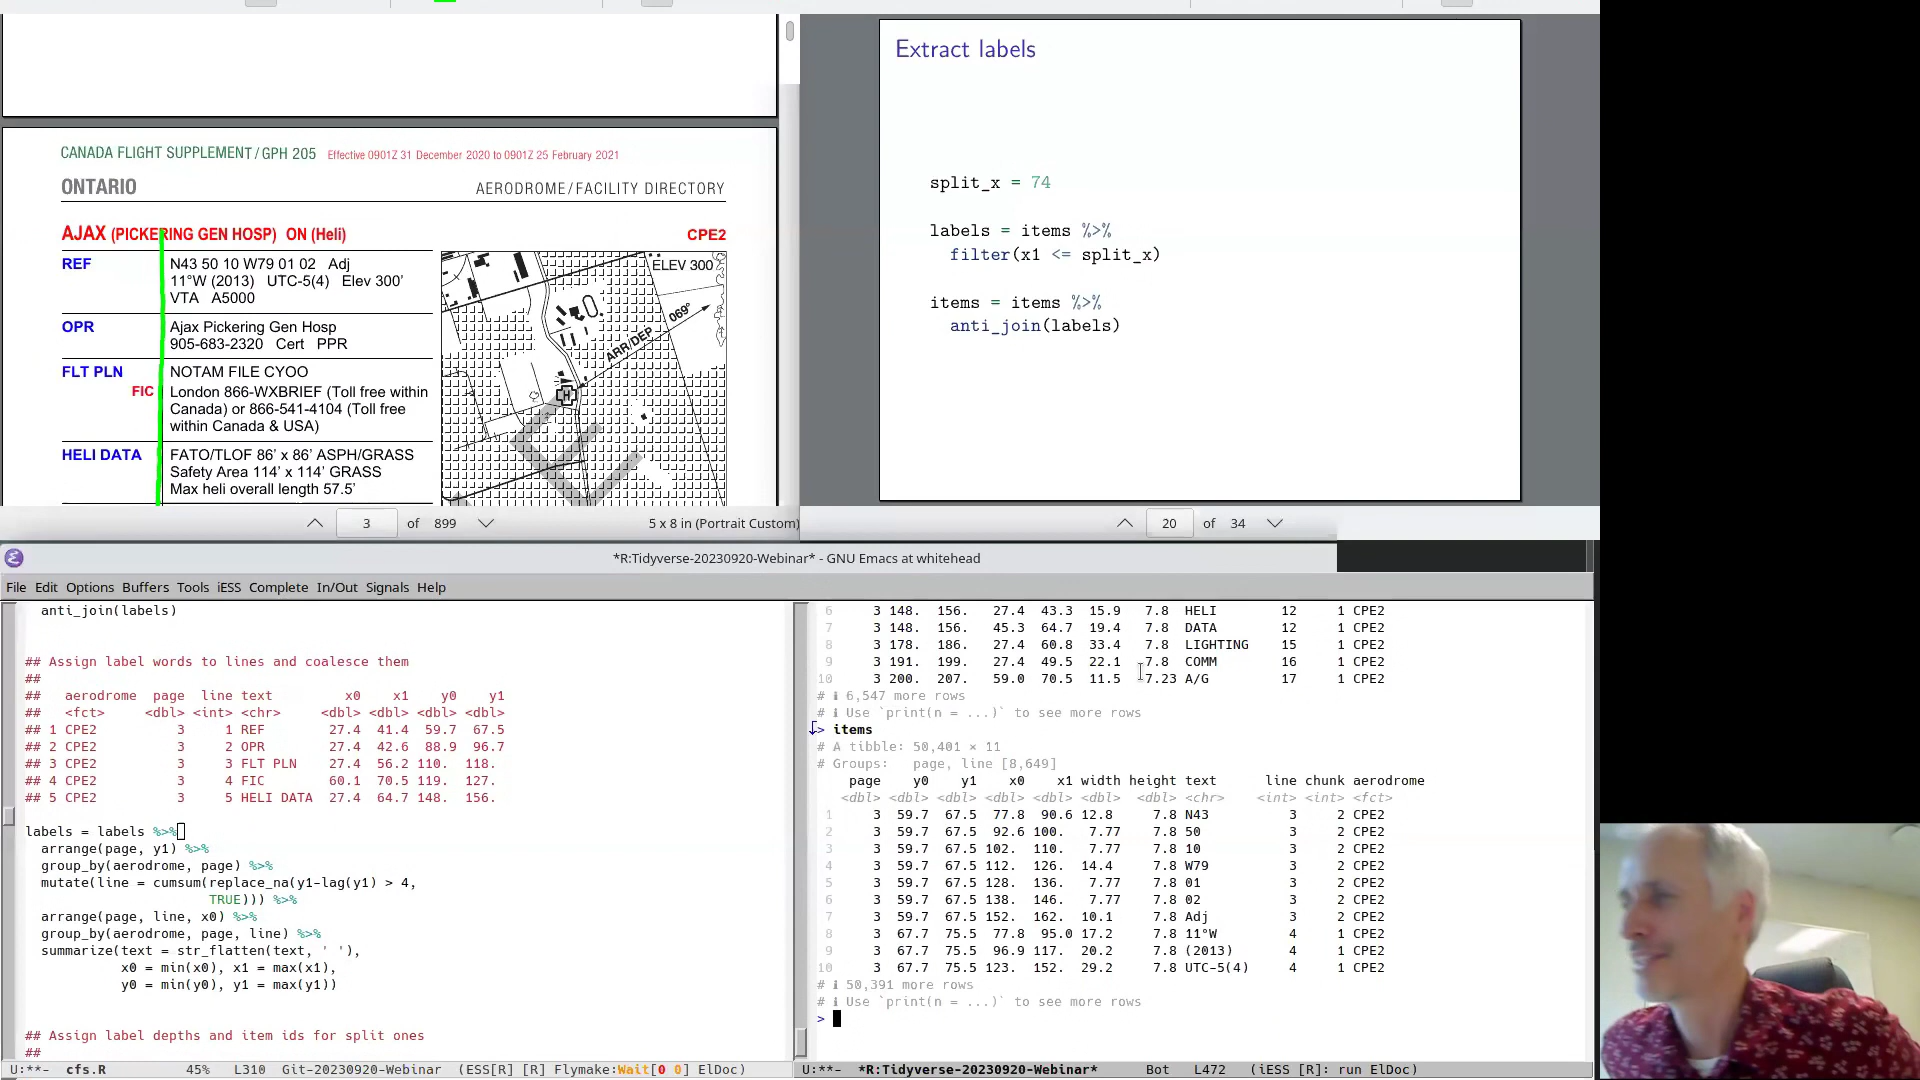 CANADA FLIGHT SUPPLEMENT/GPH 205 Effective 0901Z 31 December 2020 to 0901Z 25 February 2021
ONTARIO AERODROME/FACILITY DIRECTORY
AJAX (PICKERING GEN HOSP) ON (Heli) CPE2
REF N43 50 10 W79 01 02 Adj
11°W (2013) UTC-5(4) Elev 300'
VTA A5000
OPR Ajax Pickering Gen Hosp
905-683-2320 Cert PPR
FLT PLN NOTAM FILE CYOO
FIC London 866-WXBRIEF (Toll free within
Canada) or 866-541-4104 (Toll free
within Canada & USA)
HELI DATA FATO/TLOF 86' x 86' ASPH/GRASS
Safety Area 114' x 114' GRASS
Max heli overall length 57.5'
ELEV 300
069°
ARR/DEP
H
3 of 899 5 x 8 in (Portrait Custom)
Extract labels
split_x = 74
labels = items %>%
filter(x1 <= split_x)
items = items %>%
anti_join(labels)
20 of 34
*R:Tidyverse-20230920-Webinar* - GNU Emacs at whitehead
File Edit Options Buffers Tools iESS Complete In/Out Signals Help
anti_join(labels)
## Assign label words to lines and coalesce them
##
## aerodrome page line text x0 x1 y0 y1
## <fct> <dbl> <int> <chr> <dbl> <dbl> <dbl> <dbl>
## 1 CPE2 3 1 REF 27.4 41.4 59.7 67.5
## 2 CPE2 3 2 OPR 27.4 42.6 88.9 96.7
## 3 CPE2 3 3 FLT PLN 27.4 56.2 110. 118.
## 4 CPE2 3 4 FIC 60.1 70.5 119. 127.
## 5 CPE2 3 5 HELI DATA 27.4 64.7 148. 156.
labels = labels %>%
arrange(page, y1) %>%
group_by(aerodrome, page) %>%
mutate(line = cumsum(replace_na(y1-lag(y1) > 4,
TRUE))) %>%
arrange(page, line, x0) %>%
group_by(aerodrome, page, line) %>%
summarize(text = str_flatten(text, ' '),
x0 = min(x0), x1 = max(x1),
y0 = min(y0), y1 = max(y1))
## Assign label depths and item ids for split ones
##
U:**- cfs.R 45% L310 Git-20230920-Webinar (ESS[R] [R] Flymake:Wait[0 0] ElDoc)
6 3 148. 156. 27.4 43.3 15.9 7.8 HELI 12 1 CPE2
7 3 148. 156. 45.3 64.7 19.4 7.8 DATA 12 1 CPE2
8 3 178. 186. 27.4 60.8 33.4 7.8 LIGHTING 15 1 CPE2
9 3 191. 199. 27.4 49.5 22.1 7.8 COMM 16 1 CPE2
10 3 200. 207. 59.0 70.5 11.5 7.23 A/G 17 1 CPE2
# ℹ 6,547 more rows
# ℹ Use `print(n = ...)` to see more rows
> items
# A tibble: 50,401 × 11
# Groups: page, line [8,649]
page y0 y1 x0 x1 width height text line chunk aerodrome
<dbl> <dbl> <dbl> <dbl> <dbl> <dbl> <dbl> <chr> <int> <int> <fct>
1 3 59.7 67.5 77.8 90.6 12.8 7.8 N43 3 2 CPE2
2 3 59.7 67.5 92.6 100. 7.77 7.8 50 3 2 CPE2
3 3 59.7 67.5 102. 110. 7.77 7.8 10 3 2 CPE2
4 3 59.7 67.5 112. 126. 14.4 7.8 W79 3 2 CPE2
5 3 59.7 67.5 128. 136. 7.77 7.8 01 3 2 CPE2
6 3 59.7 67.5 138. 146. 7.77 7.8 02 3 2 CPE2
7 3 59.7 67.5 152. 162. 10.1 7.8 Adj 3 2 CPE2
8 3 67.7 75.5 77.8 95.0 17.2 7.8 11°W 4 1 CPE2
9 3 67.7 75.5 96.9 117. 20.2 7.8 (2013) 4 1 CPE2
10 3 67.7 75.5 123. 152. 29.2 7.8 UTC-5(4) 4 1 CPE2
# ℹ 50,391 more rows
# ℹ Use `print(n = ...)` to see more rows
>
U:**- *R:Tidyverse-20230920-Webinar* Bot L472 (iESS [R]: run ElDoc)